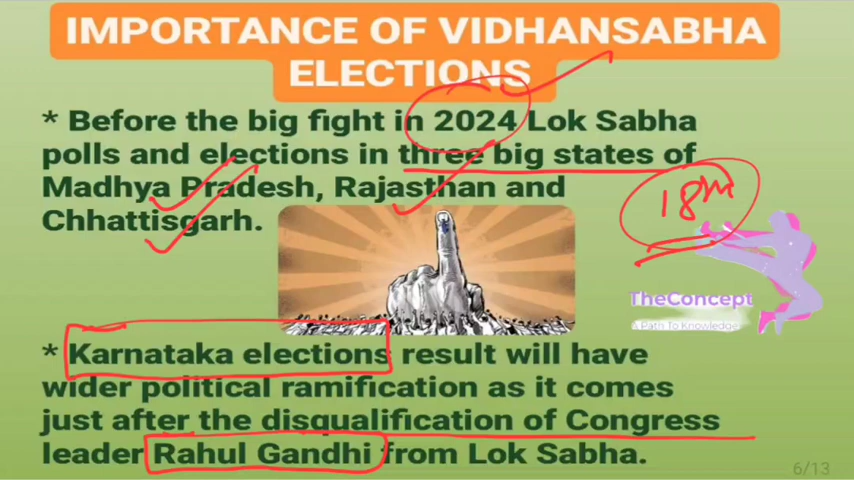 IMPORTANCE OF VIDHANSABHA
ELECTIONS
* Before the big fight in 2024 Lok Sabha
polls and elections in three big states of
Madhya Pradesh, Rajasthan and
Chhattisgarh.
18th
TheConcept
A Path To Knowledge
* Karnataka elections result will have
wider political ramification as it comes
just after the disqualification of Congress
leader Rahul Gandhi from Lok Sabha.
6/13